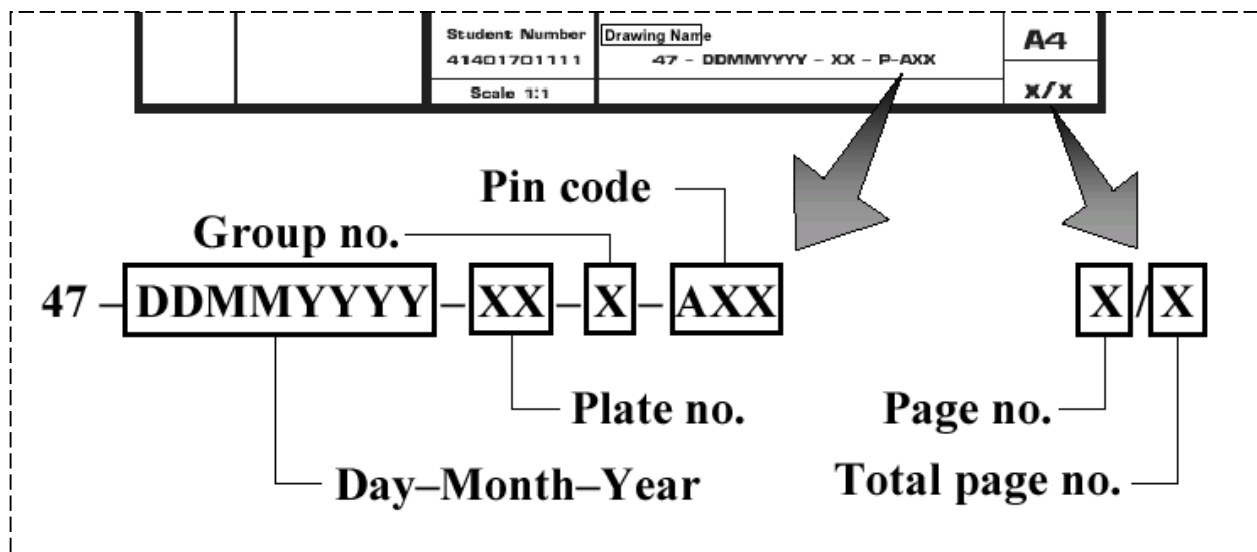 Student Number
Drawing Name
A4
41401701111
47 - DDMMYYYY - XX - P-AXX
Scale 1:1
x/x
Pin code
Group no.
47 – DDMMYYYY – XX – X – AXX
X / X
Plate no.
Page no.
Day–Month–Year
Total page no.